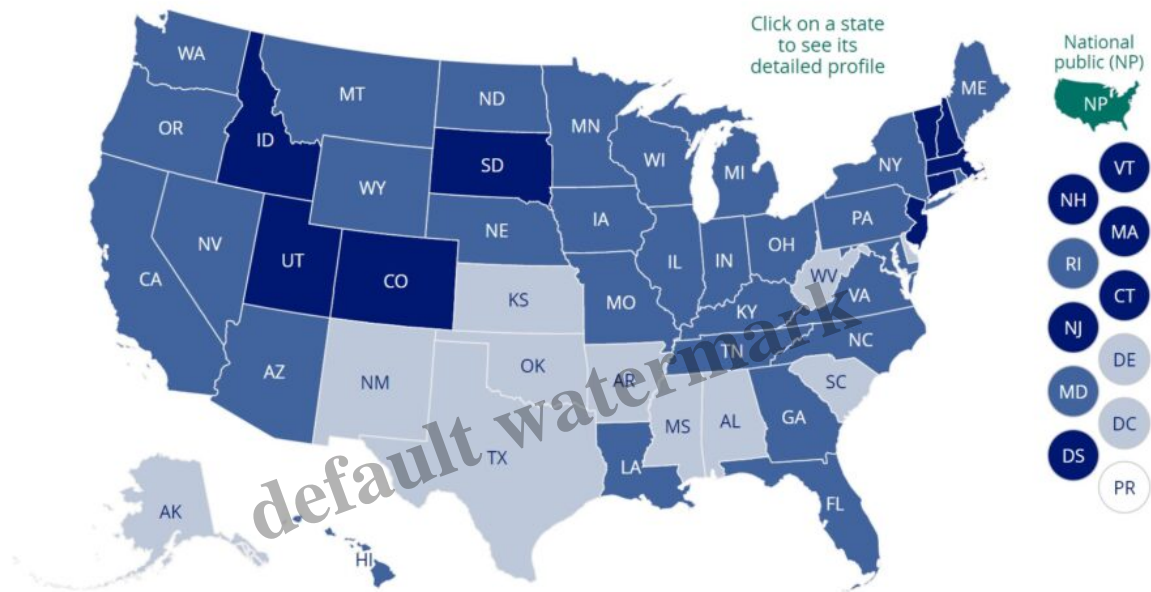 Click on a state
to see its
detailed profile
National
public (NP)
NP
WA
OR
CA
NV
ID
MT
WY
UT
CO
AZ
NM
ND
SD
NE
KS
OK
TX
MN
IA
MO
AR
LA
WI
IL
MI
IN
OH
KY
TN
MS
AL
GA
FL
SC
NC
VA
WV
PA
NY
ME
AK
HI
VT
NH
MA
RI
CT
NJ
DE
MD
DC
DS
PR
default watermark